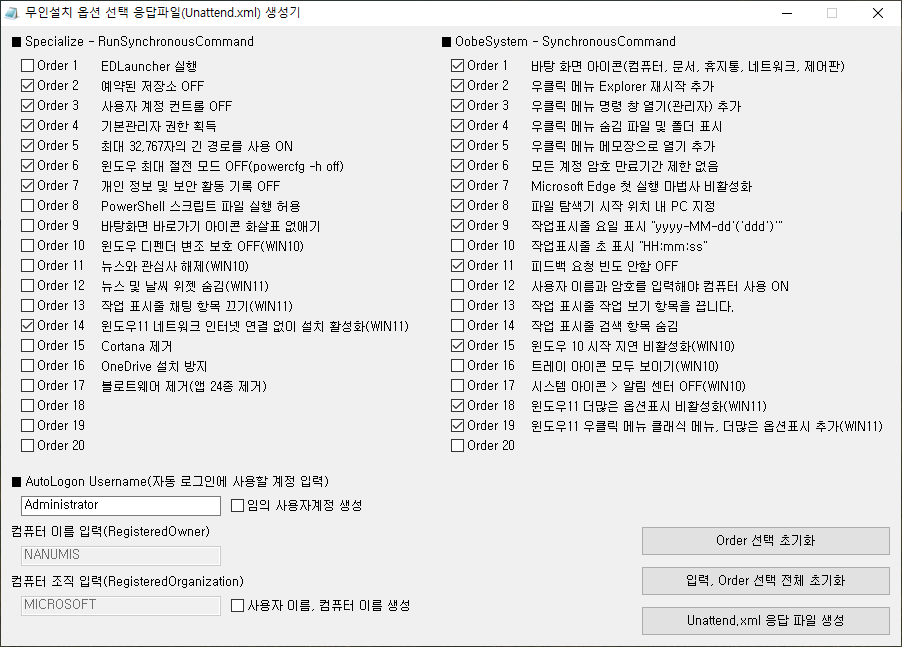 무인설치 옵션 선택 응답파일(Unattend.xml) 생성기
■ Specialize - RunSynchronousCommand
Order 1 EDLauncher 실행
Order 2 예약된 저장소 OFF
Order 3 사용자 계정 컨트롤 OFF
Order 4 기본관리자 권한 획득
Order 5 최대 32,767자의 긴 경로를 사용 ON
Order 6 윈도우 최대 절전 모드 OFF(powercfg -h off)
Order 7 개인 정보 및 보안 활동 기록 OFF
Order 8 PowerShell 스크립트 파일 실행 허용
Order 9 바탕화면 바로가기 아이콘 화살표 없애기
Order 10 윈도우 디펜더 변조 보호 OFF(WIN10)
Order 11 뉴스와 관심사 해제(WIN10)
Order 12 뉴스 및 날씨 위젯 숨김(WIN11)
Order 13 작업 표시줄 채팅 항목 끄기(WIN11)
Order 14 윈도우11 네트워크 인터넷 연결 없이 설치 활성화(WIN11)
Order 15 Cortana 제거
Order 16 OneDrive 설치 방지
Order 17 블로트웨어 제거(앱 24종 제거)
Order 18
Order 19
Order 20
■ OobeSystem - SynchronousCommand
Order 1 바탕 화면 아이콘(컴퓨터, 문서, 휴지통, 네트워크, 제어판)
Order 2 우클릭 메뉴 Explorer 재시작 추가
Order 3 우클릭 메뉴 명령 창 열기(관리자) 추가
Order 4 우클릭 메뉴 숨김 파일 및 폴더 표시
Order 5 우클릭 메뉴 메모장으로 열기 추가
Order 6 모든 계정 암호 만료기간 제한 없음
Order 7 Microsoft Edge 첫 실행 마법사 비활성화
Order 8 파일 탐색기 시작 위치 내 PC 지정
Order 9 작업표시줄 요일 표시 "yyyy-MM-dd'('ddd')'"
Order 10 작업표시줄 초 표시 "HH:mm:ss"
Order 11 피드백 요청 빈도 안함 OFF
Order 12 사용자 이름과 암호를 입력해야 컴퓨터 사용 ON
Order 13 작업 표시줄 작업 보기 항목을 끕니다.
Order 14 작업 표시줄 검색 항목 숨김
Order 15 윈도우 10 시작 지연 비활성화(WIN10)
Order 16 트레이 아이콘 모두 보이기(WIN10)
Order 17 시스템 아이콘 > 알림 센터 OFF(WIN10)
Order 18 윈도우11 더많은 옵션표시 비활성화(WIN11)
Order 19 윈도우11 우클릭 메뉴 클래식 메뉴, 더많은 옵션표시 추가(WIN11)
Order 20
■ AutoLogon Username(자동 로그인에 사용할 계정 입력)
Administrator 임의 사용자계정 생성
컴퓨터 이름 입력(RegisteredOwner)
NANUMIS
컴퓨터 조직 입력(RegisteredOrganization)
MICROSOFT 사용자 이름, 컴퓨터 이름 생성
Order 선택 초기화
입력, Order 선택 전체 초기화
Unattend.xml 응답 파일 생성